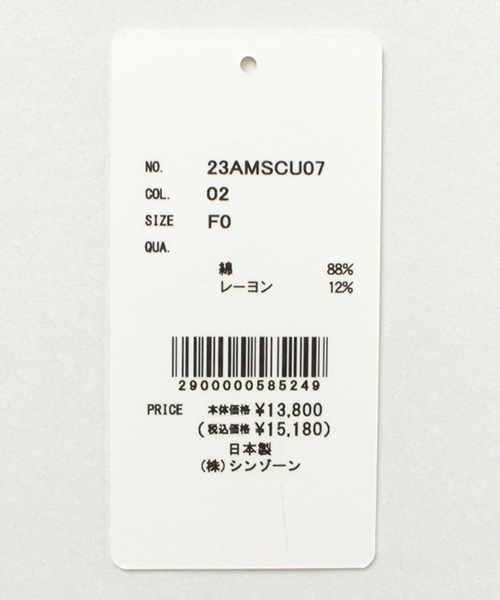 NO. 23AMSCU07
COL. 02
SIZE F0
QUA.
綿 88%
レーヨン 12%
2900000585249
PRICE 本体価格 ¥13,800
(税込価格 ¥15,180)
日本製
(株)シンゾーン